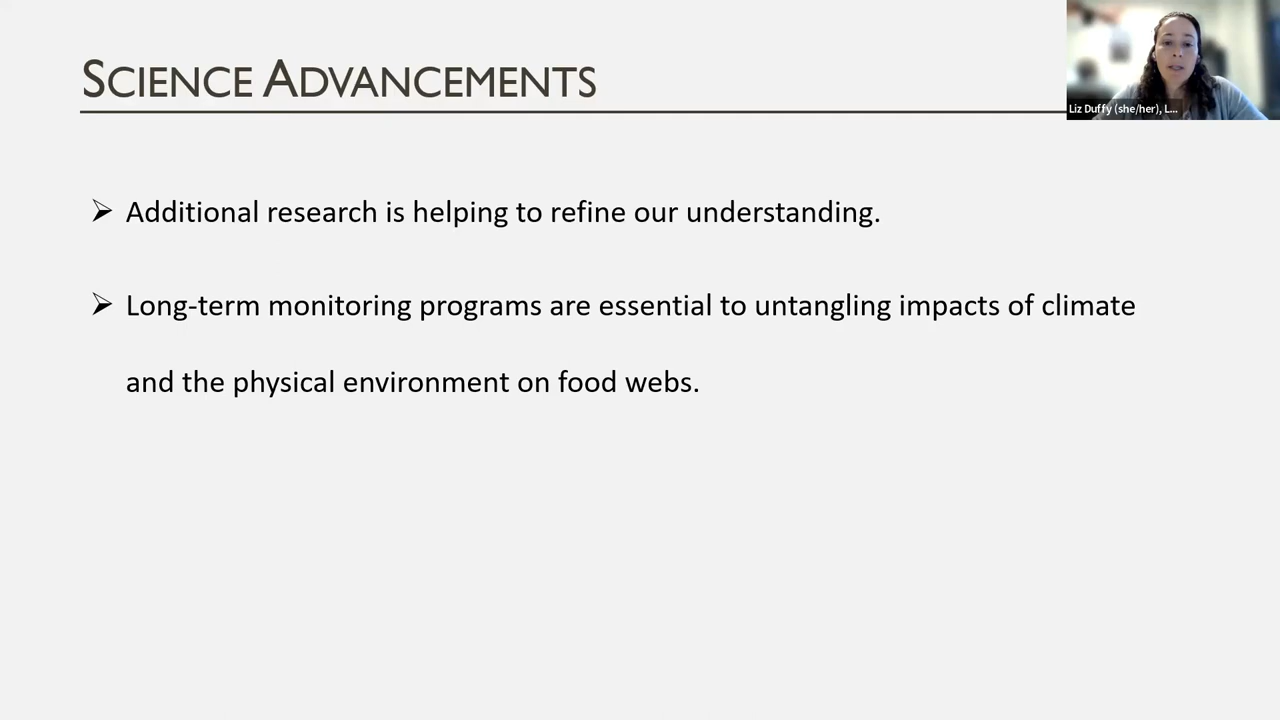 SCIENCE ADVANCEMENTS
Liz Duffy (she/her), L...
➢ Additional research is helping to refine our understanding.
➢ Long-term monitoring programs are essential to untangling impacts of climate
and the physical environment on food webs.